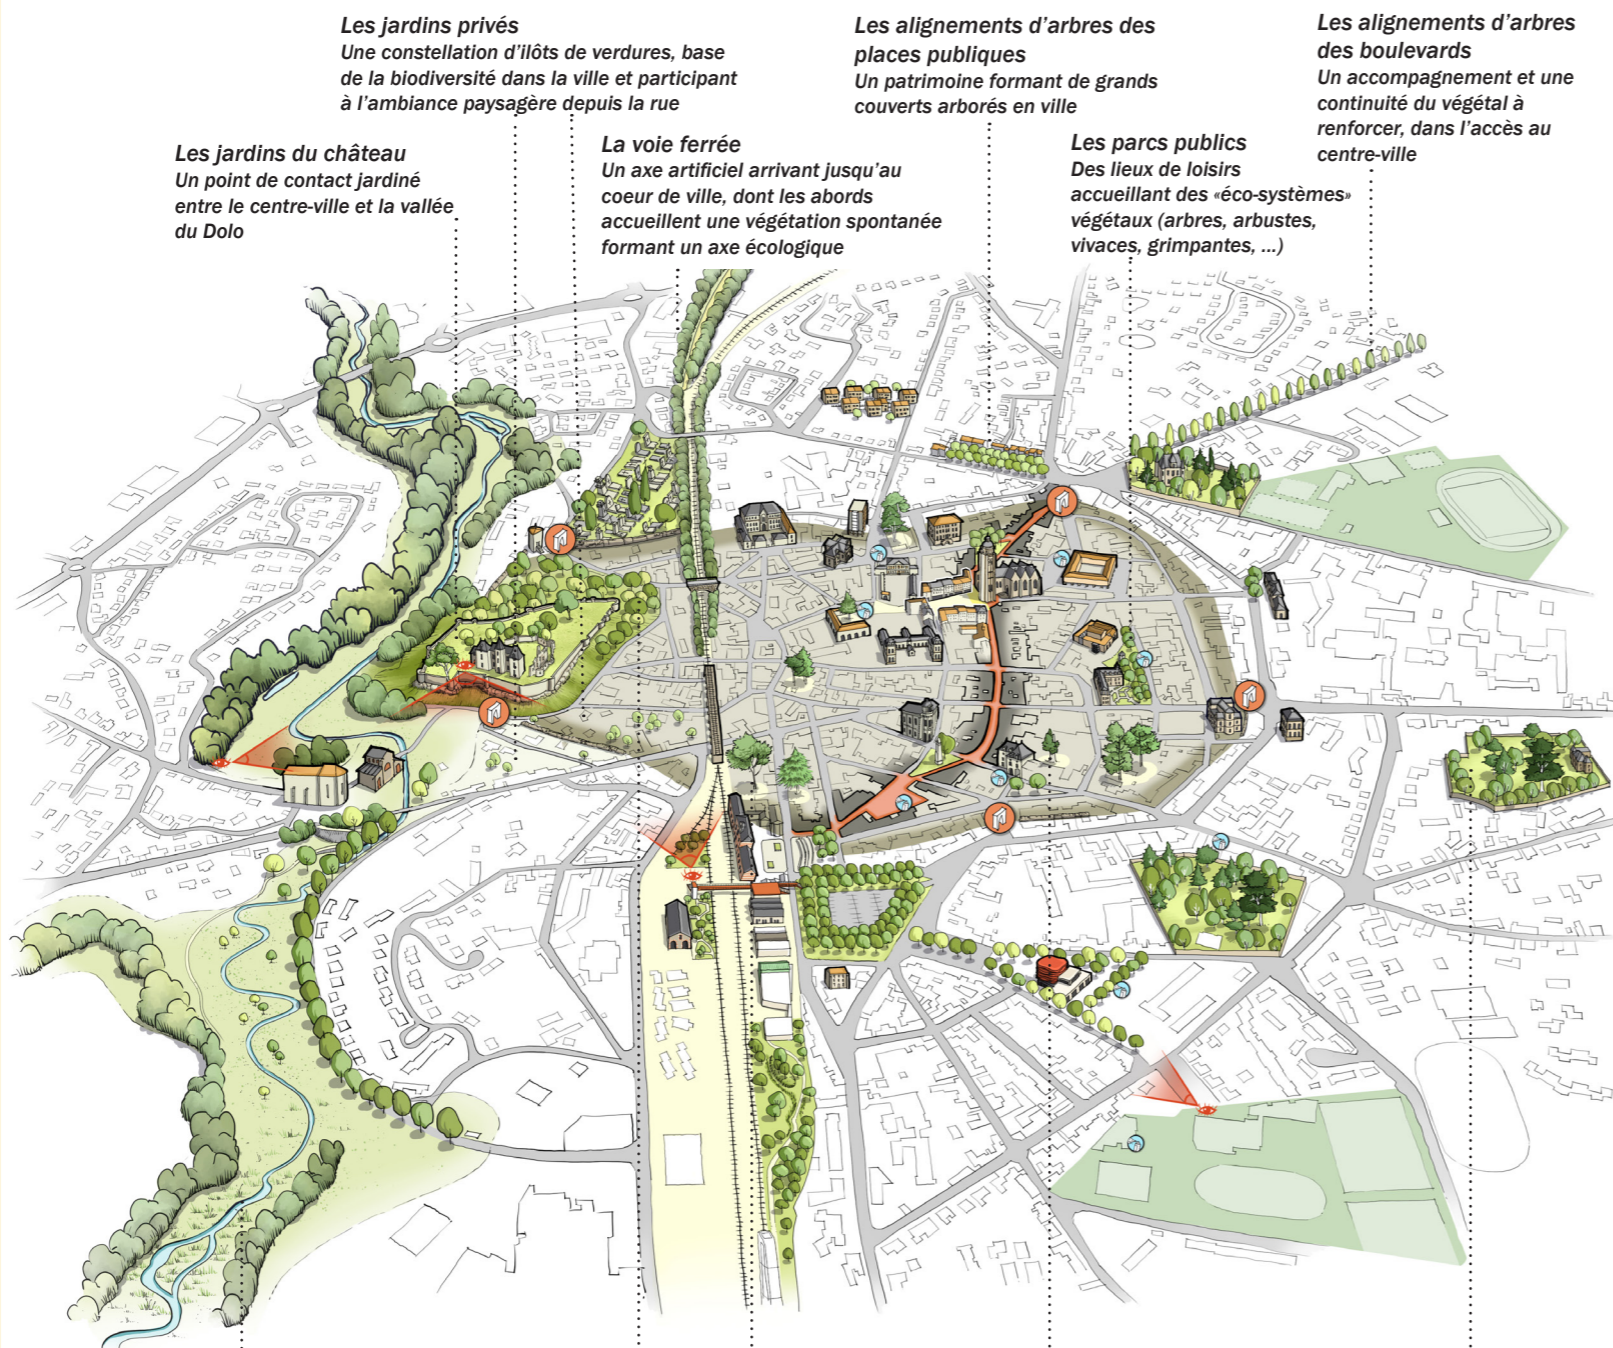 Les jardins privés
Une constellation d'ilôts de verdures, base
de la biodiversité dans la ville et participant
à l'ambiance paysagère depuis la rue
Les alignements d'arbres des
places publiques
Un patrimoine formant de grands
couverts arborés en ville
Les alignements d'arbres
des boulevards
Un accompagnement et une
continuité du végétal à
renforcer, dans l'accès au
centre-ville
Les jardins du château
Un point de contact jardiné
entre le centre-ville et la vallée
du Dolo
La voie ferrée
Un axe artificiel arrivant jusqu'au
coeur de ville, dont les abords
accueillent une végétation spontanée
formant un axe écologique
Les parcs publics
Des lieux de loisirs
accueillant des «éco-systèmes»
végétaux (arbres, arbustes,
vivaces, grimpantes, ...)